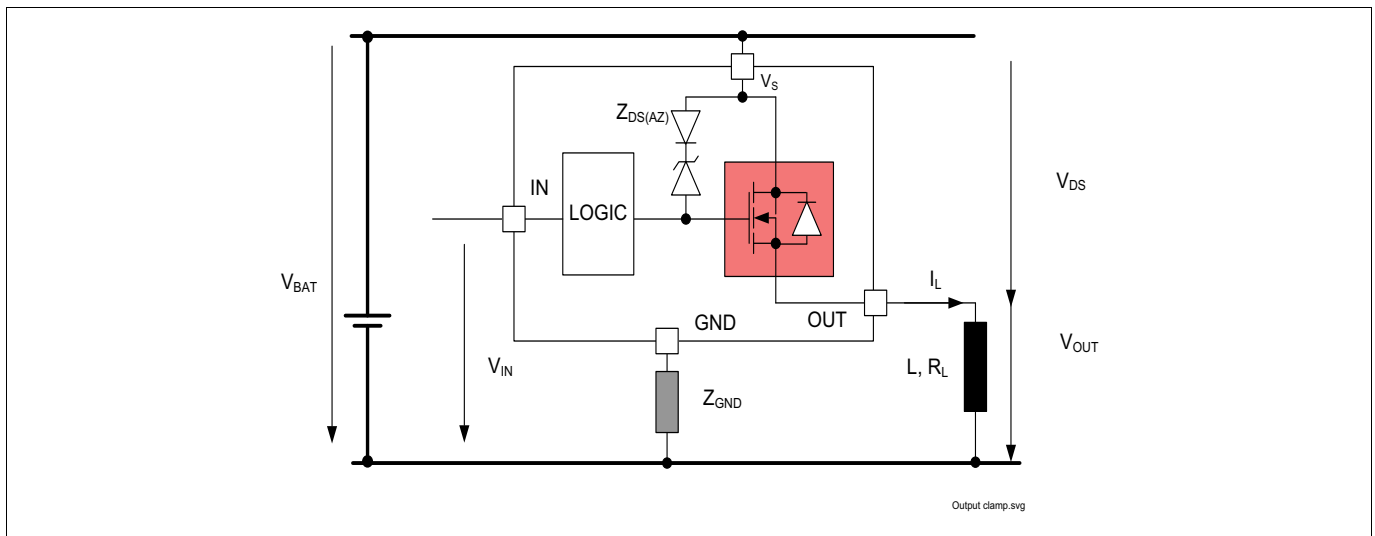 V_S
Z_DS(AZ)
IN
LOGIC
V_DS
V_BAT
I_L
GND
OUT
V_IN
V_OUT
L, R_L
Z_GND
Output clamp.svg